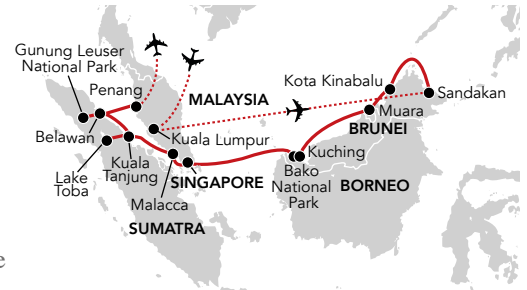 Gunung Leuser
National Park
Penang
MALAYSIA
Kota Kinabalu
Sandakan
Muara
BRUNEI
Belawan
Kuala Lumpur
Kuala
Tanjung
Lake
Toba
SINGAPORE
Malacca
SUMATRA
Kuching
Bako
National
Park
BORNEO
e